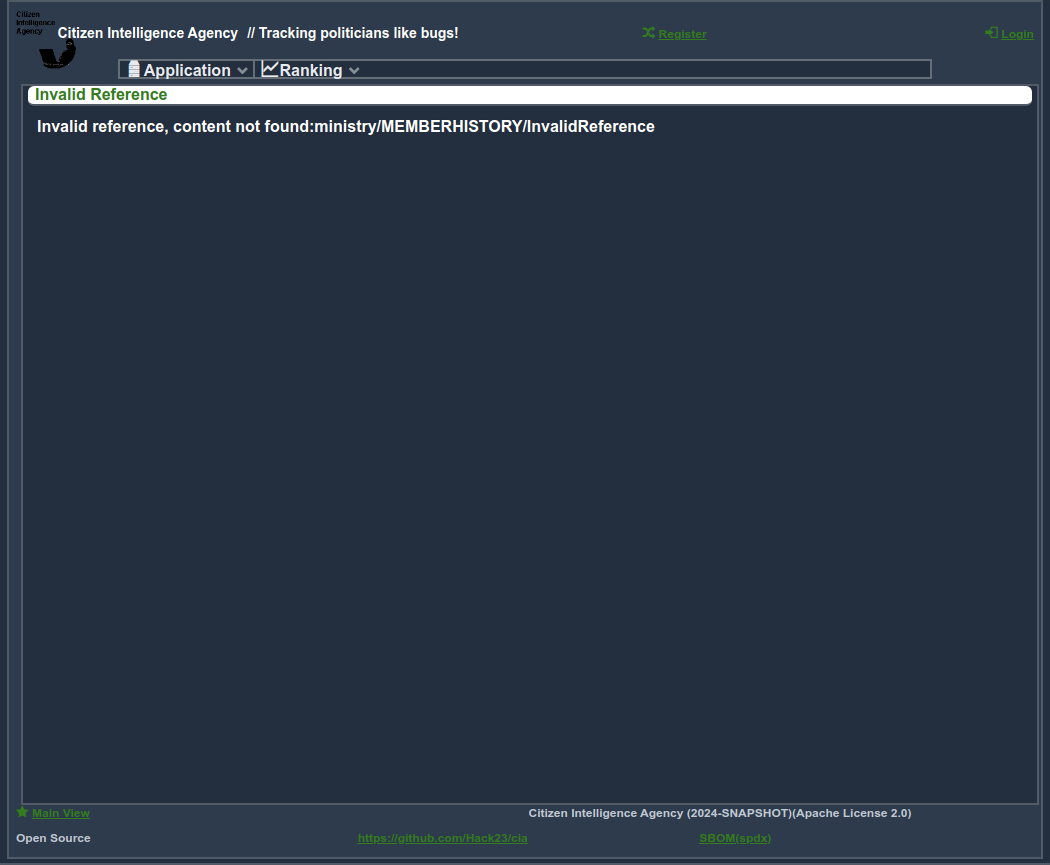 Citizen
Intelligence
Agency
Citizen Intelligence Agency // Tracking politicians like bugs!
Register
Login
Application
Ranking
Invalid Reference
Invalid reference, content not found:ministry/MEMBERHISTORY/InvalidReference
Main View
Citizen Intelligence Agency (2024-SNAPSHOT)(Apache License 2.0)
Open Source
https://github.com/Hack23/cia
SBOM(spdx)